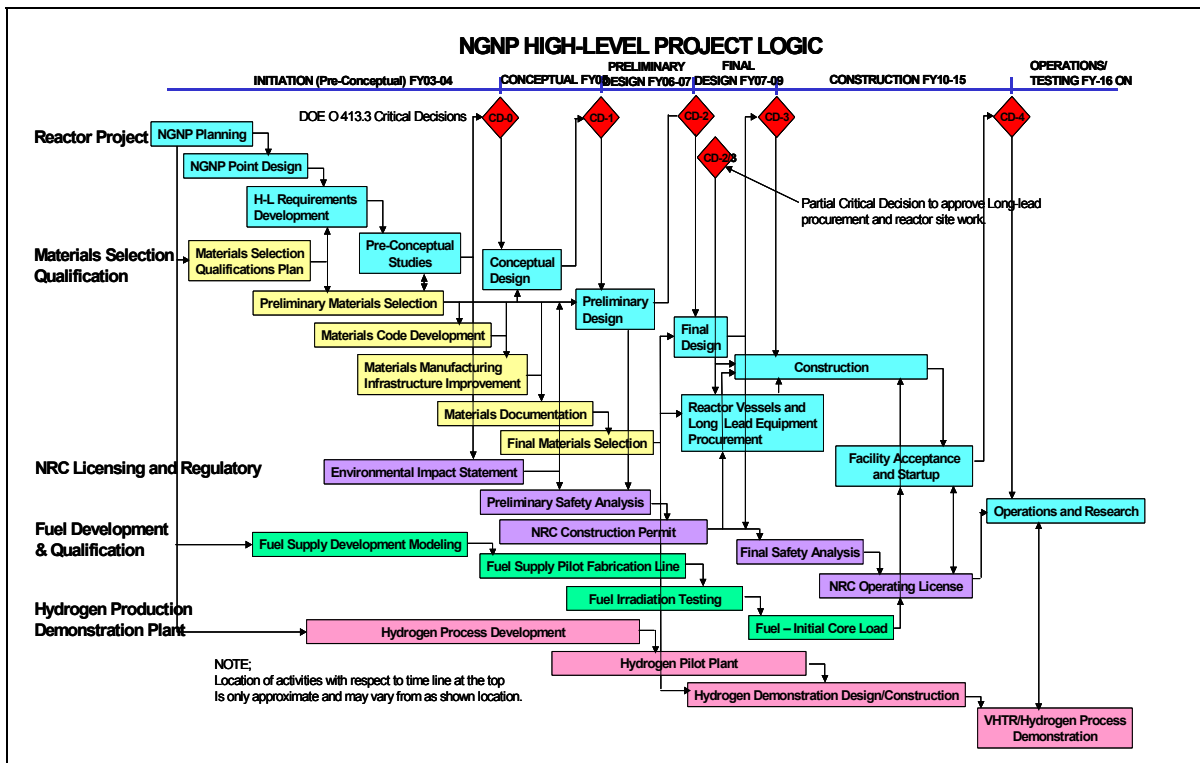 NGNP HIGH-LEVEL PROJECT LOGIC
INITIATION (Pre-Conceptual) FY03-04
CONCEPTUAL FY05
PRELIMINARY
DESIGN FY06-07
FINAL
DESIGN FY07-09
CONSTRUCTION FY10-15
OPERATIONS/
TESTING FY-16 ON
DOE O 413.3 Critical Decisions
CD-0
CD-1
CD-2
CD-3
CD-4
CD-2/3
Partial Critical Decision to approve Long-lead
procurement and reactor site work.
Reactor Project
NGNP Planning
NGNP Point Design
H-L Requirements
Development
Pre-Conceptual
Studies
Conceptual
Design
Preliminary
Design
Final
Design
Construction
Reactor Vessels and
Long Lead Equipment
Procurement
Facility Acceptance
and Startup
Operations and Research
Materials Selection
Qualification
Materials Selection
Qualifications Plan
Preliminary Materials Selection
Materials Code Development
Materials Manufacturing
Infrastructure Improvement
Materials Documentation
Final Materials Selection
NRC Licensing and Regulatory
Environmental Impact Statement
Preliminary Safety Analysis
NRC Construction Permit
Final Safety Analysis
NRC Operating License
Fuel Development
& Qualification
Fuel Supply Development Modeling
Fuel Supply Pilot Fabrication Line
Fuel Irradiation Testing
Fuel – Initial Core Load
Hydrogen Production
Demonstration Plant
Hydrogen Process Development
Hydrogen Pilot Plant
Hydrogen Demonstration Design/Construction
VHTR/Hydrogen Process
Demonstration
NOTE;
Location of activities with respect to time line at the top
Is only approximate and may vary from as shown location.